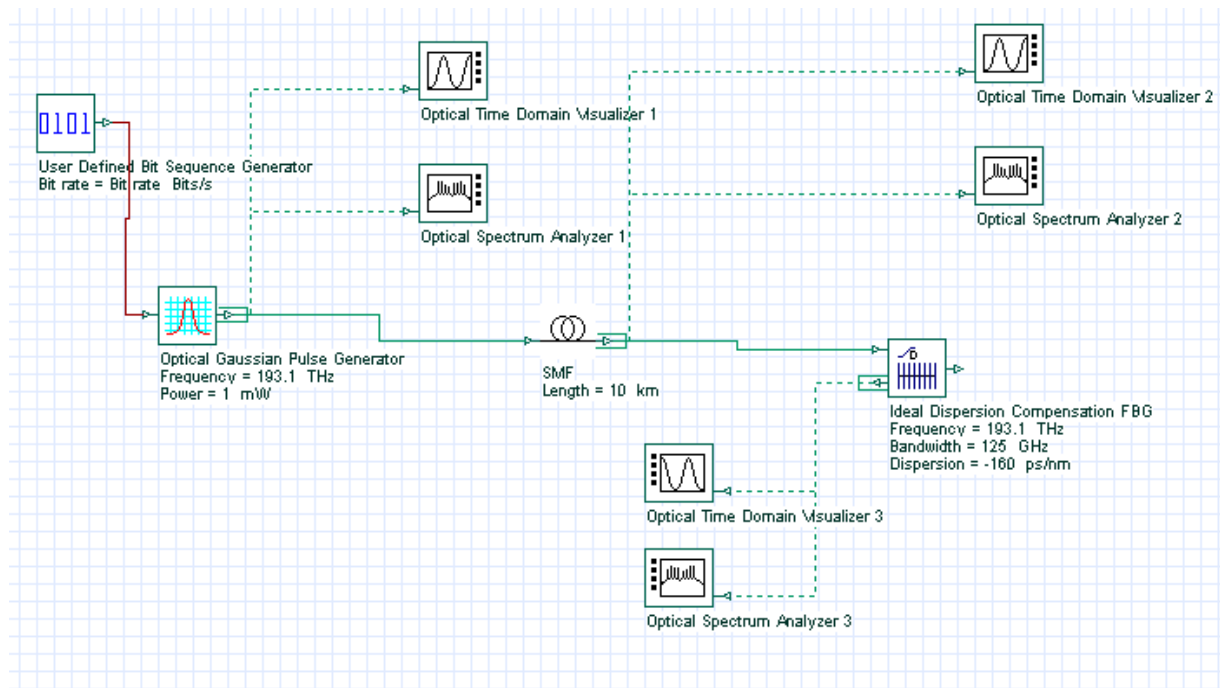 Optical Time Domain Visualizer 1
Optical Time Domain Visualizer 2
0101
User Defined Bit Sequence Generator
Bit rate = Bit rate Bits/s
Optical Spectrum Analyzer 1
Optical Spectrum Analyzer 2
Optical Gaussian Pulse Generator
Frequency = 193.1 THz
Power = 1 mW
SMF
Length = 10 km
D
Ideal Dispersion Compensation FBG
Frequency = 193.1 THz
Bandwidth = 125 GHz
Dispersion = -160 ps/nm
Optical Time Domain Visualizer 3
Optical Spectrum Analyzer 3